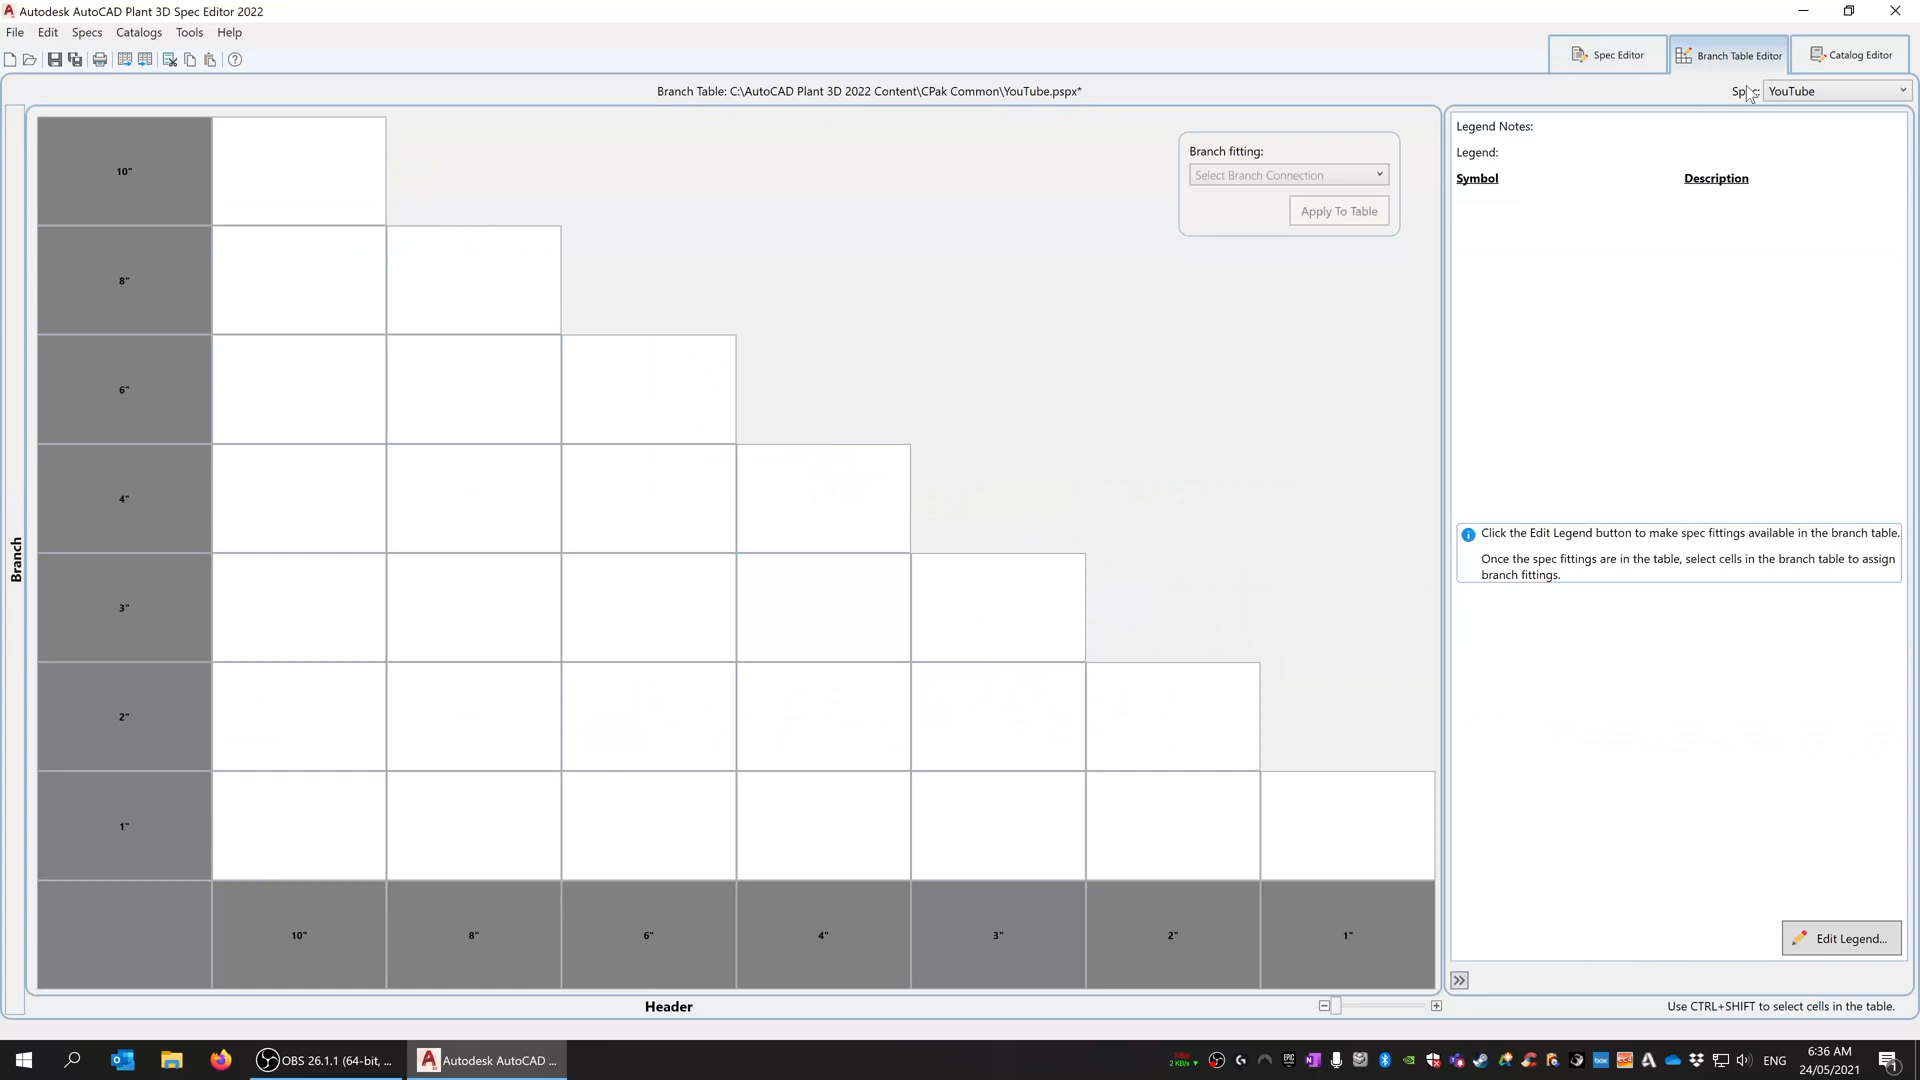 Autodesk AutoCAD Plant 3D Spec Editor 2022
File Edit Specs Catalogs Tools Help
Spec Editor
Branch Table Editor
Catalog Editor
Branch Table: C:\AutoCAD Plant 3D 2022 Content\CPak Common\YouTube.pspx*
YouTube
10"
8"
6"
4"
3"
2"
1"
Branch
10" 8" 6" 4" 3" 2" 1"
Header
Branch fitting:
Select Branch Connection
Apply To Table
Legend Notes:
Legend:
Symbol Description
Click the Edit Legend button to make spec fittings available in the branch table.
Once the spec fittings are in the table, select cells in the branch table to assign
branch fittings.
Edit Legend...
Use CTRL+SHIFT to select cells in the table.
OBS 26.1.1 (64-bit, ...
Autodesk AutoCAD ...
ENG
6:36 AM
24/05/2021